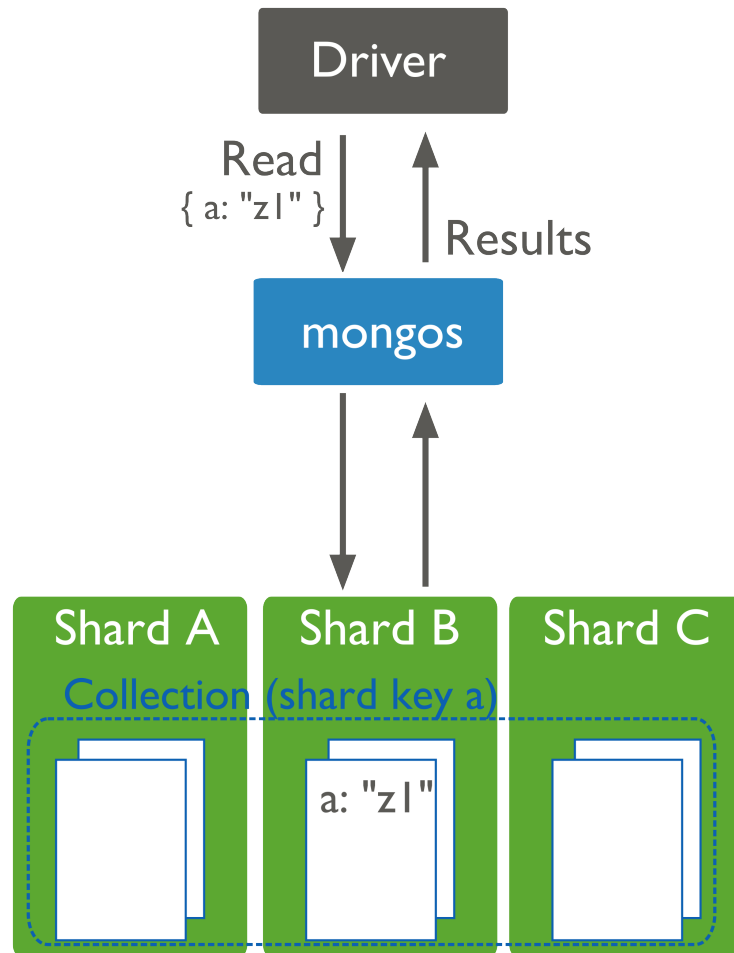 Driver
Read
{ a: "z1" }
Results
mongos
Shard A
Shard B
Shard C
Collection (shard key a)
a: "z1"